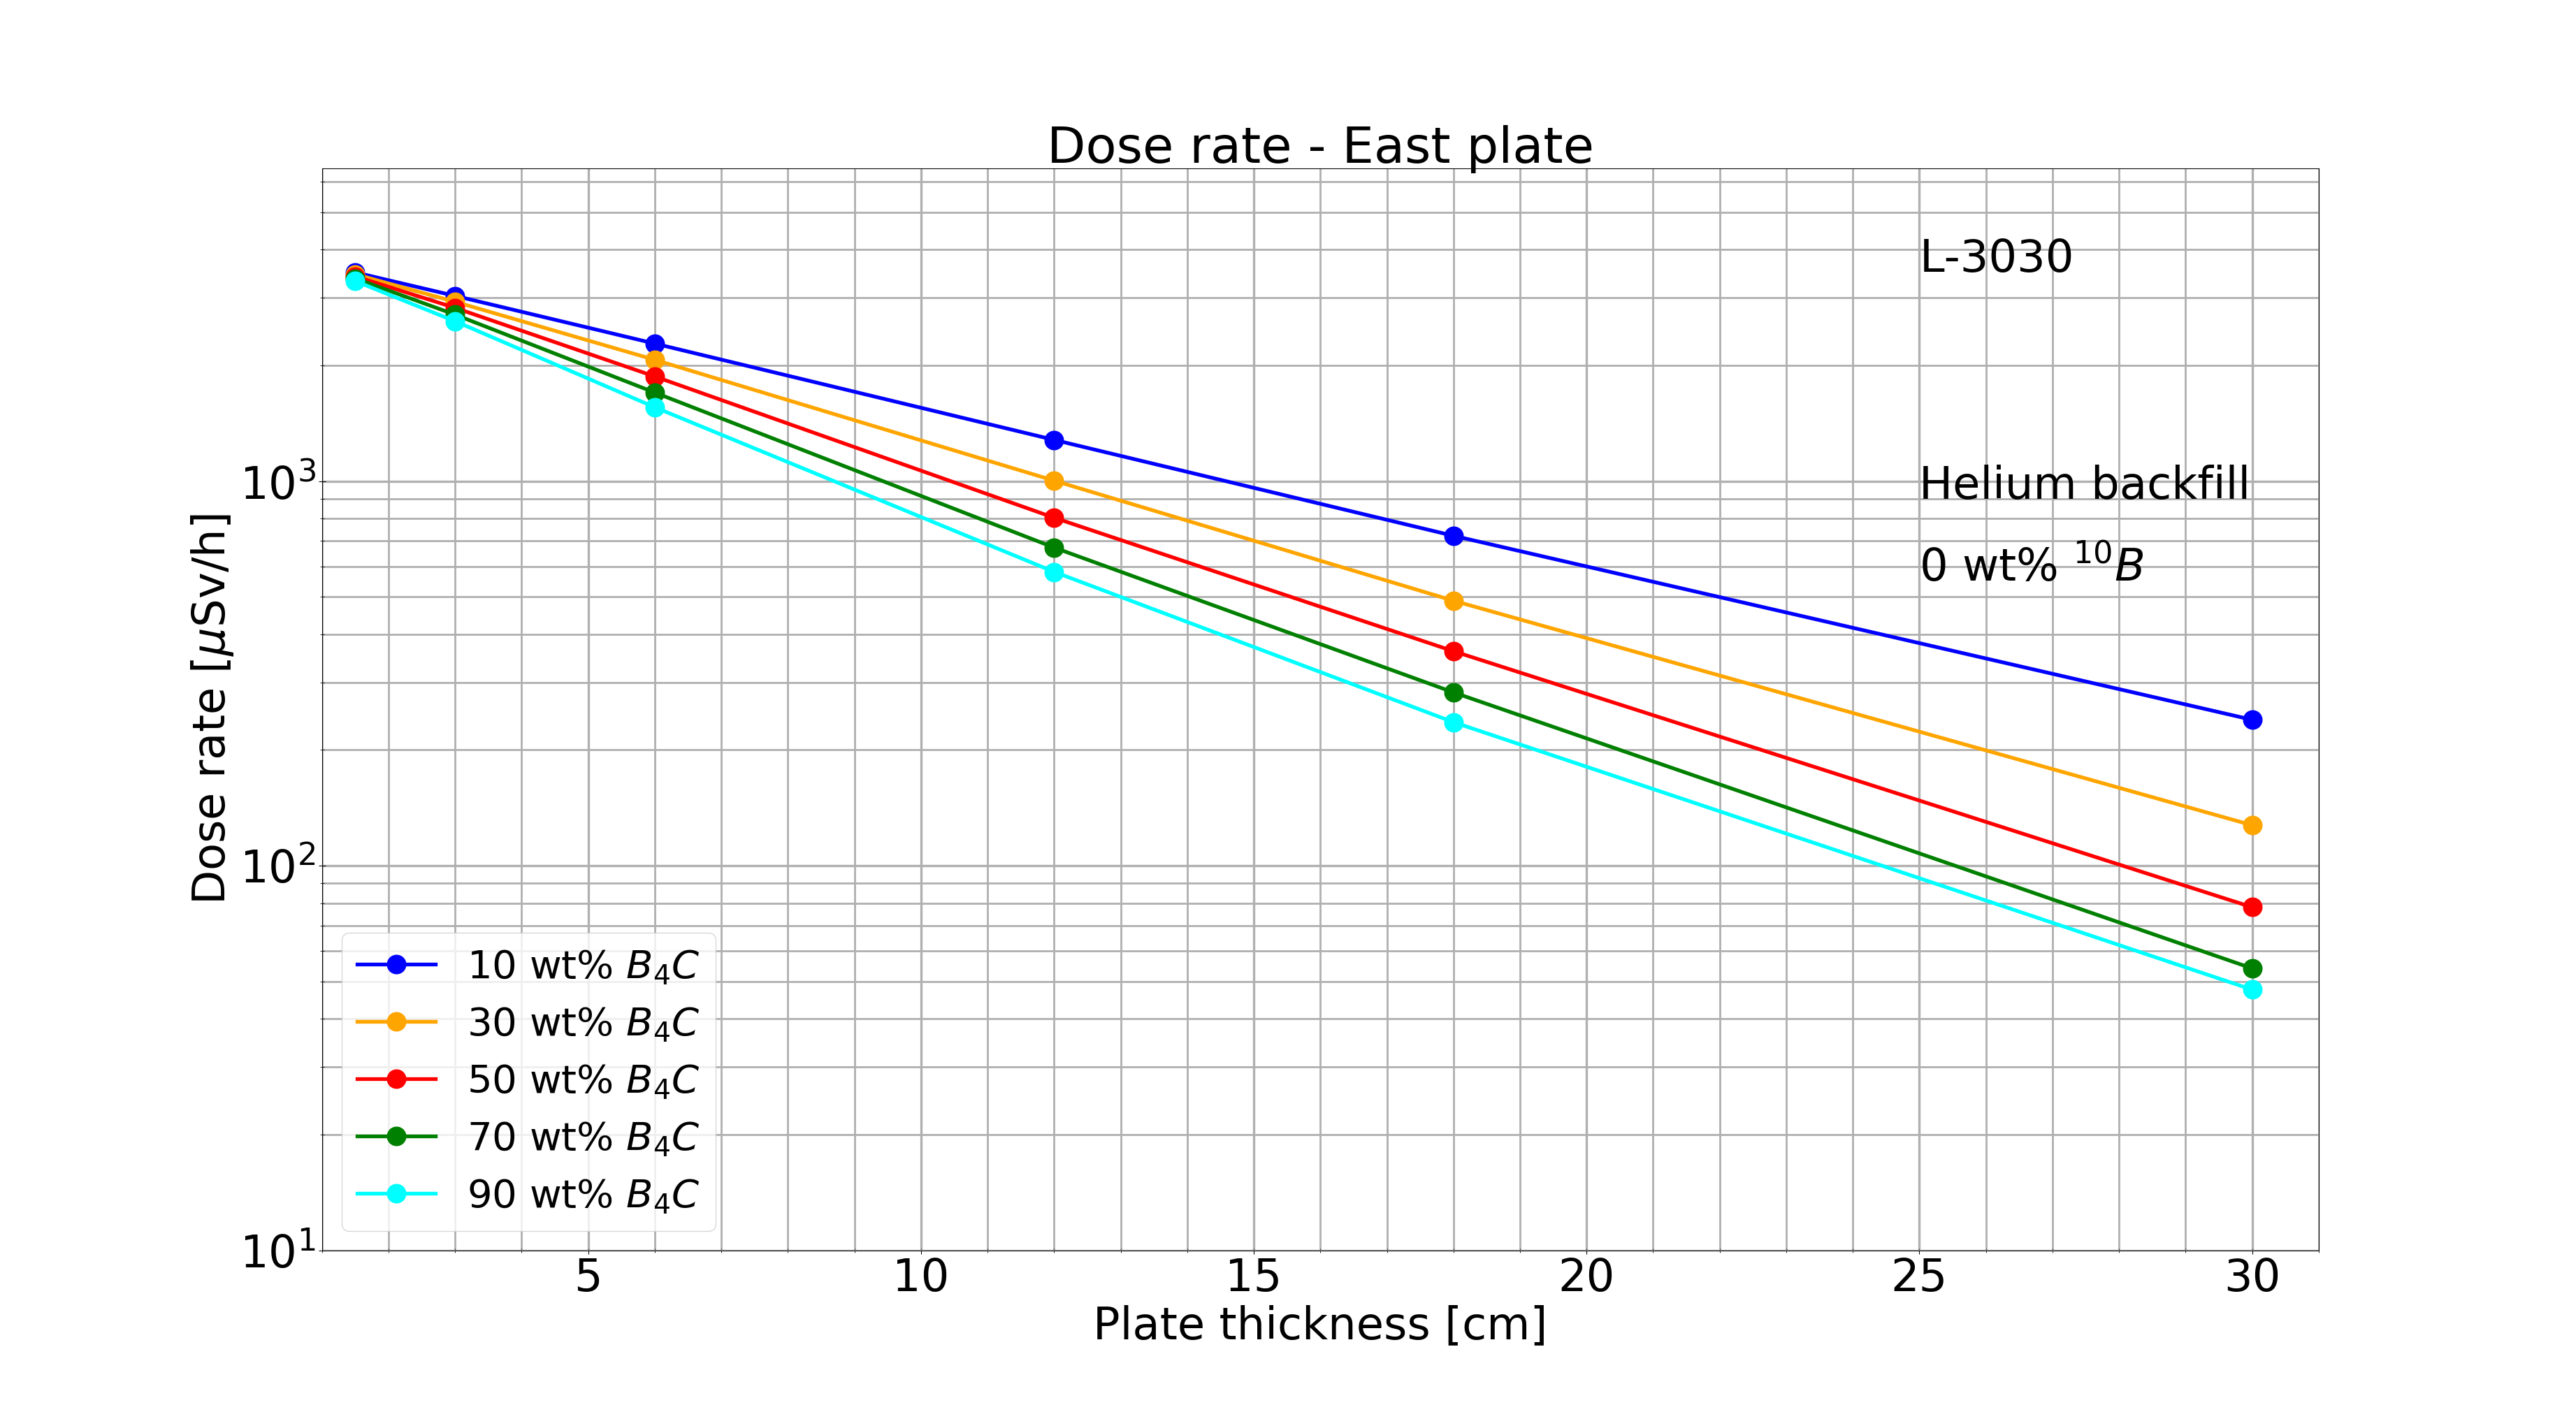 Dose rate - East plate
L-3030
Helium backfill
0 wt% ¹⁰B
Dose rate [μSv/h]
10³
10²
10¹
10 wt% B₄C
30 wt% B₄C
50 wt% B₄C
70 wt% B₄C
90 wt% B₄C
5 10 15 20 25 30
Plate thickness [cm]